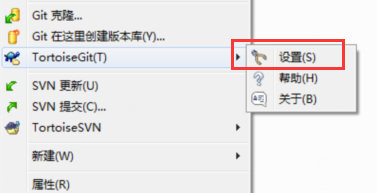 Git 克隆...
Git 在这里创建版本库(Y)...
TortoiseGit(T)
设置(S)
SVN 更新(U)
帮助(H)
SVN 提交(C)...
关于(B)
TortoiseSVN
新建(W)
属性(R)